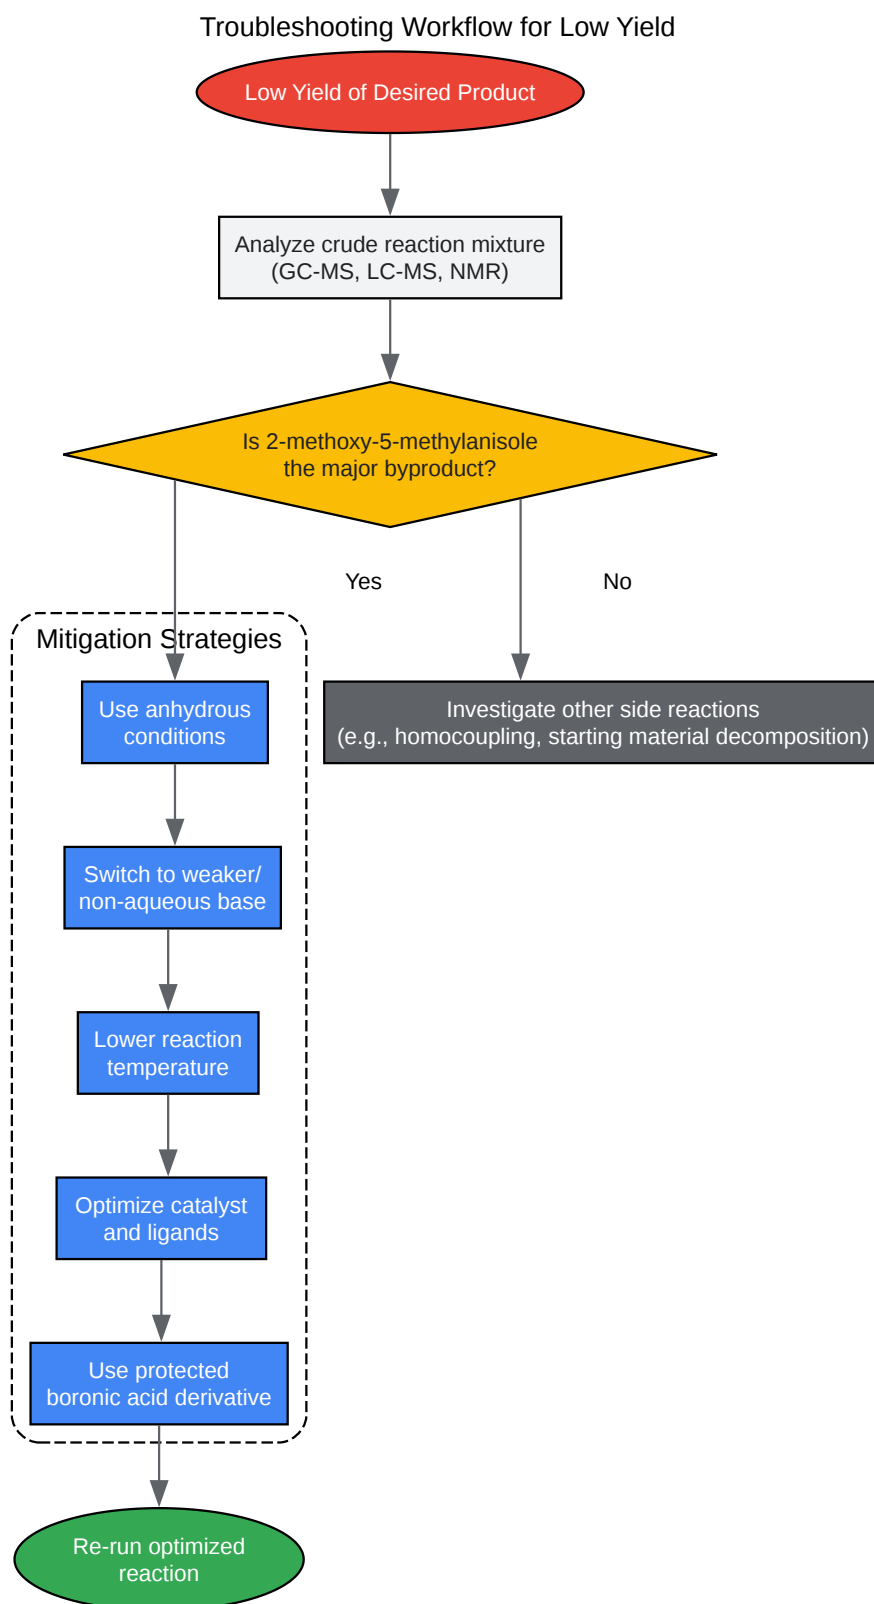 Troubleshooting Workflow for Low Yield
Low Yield of Desired Product
Analyze crude reaction mixture
(GC-MS, LC-MS, NMR)
Is 2-methoxy-5-methylanisole
the major byproduct?
Yes
No
Mitigation Strategies
Use anhydrous
conditions
Investigate other side reactions
(e.g., homocoupling, starting material decomposition)
Switch to weaker/
non-aqueous base
Lower reaction
temperature
Optimize catalyst
and ligands
Use protected
boronic acid derivative
Re-run optimized
reaction